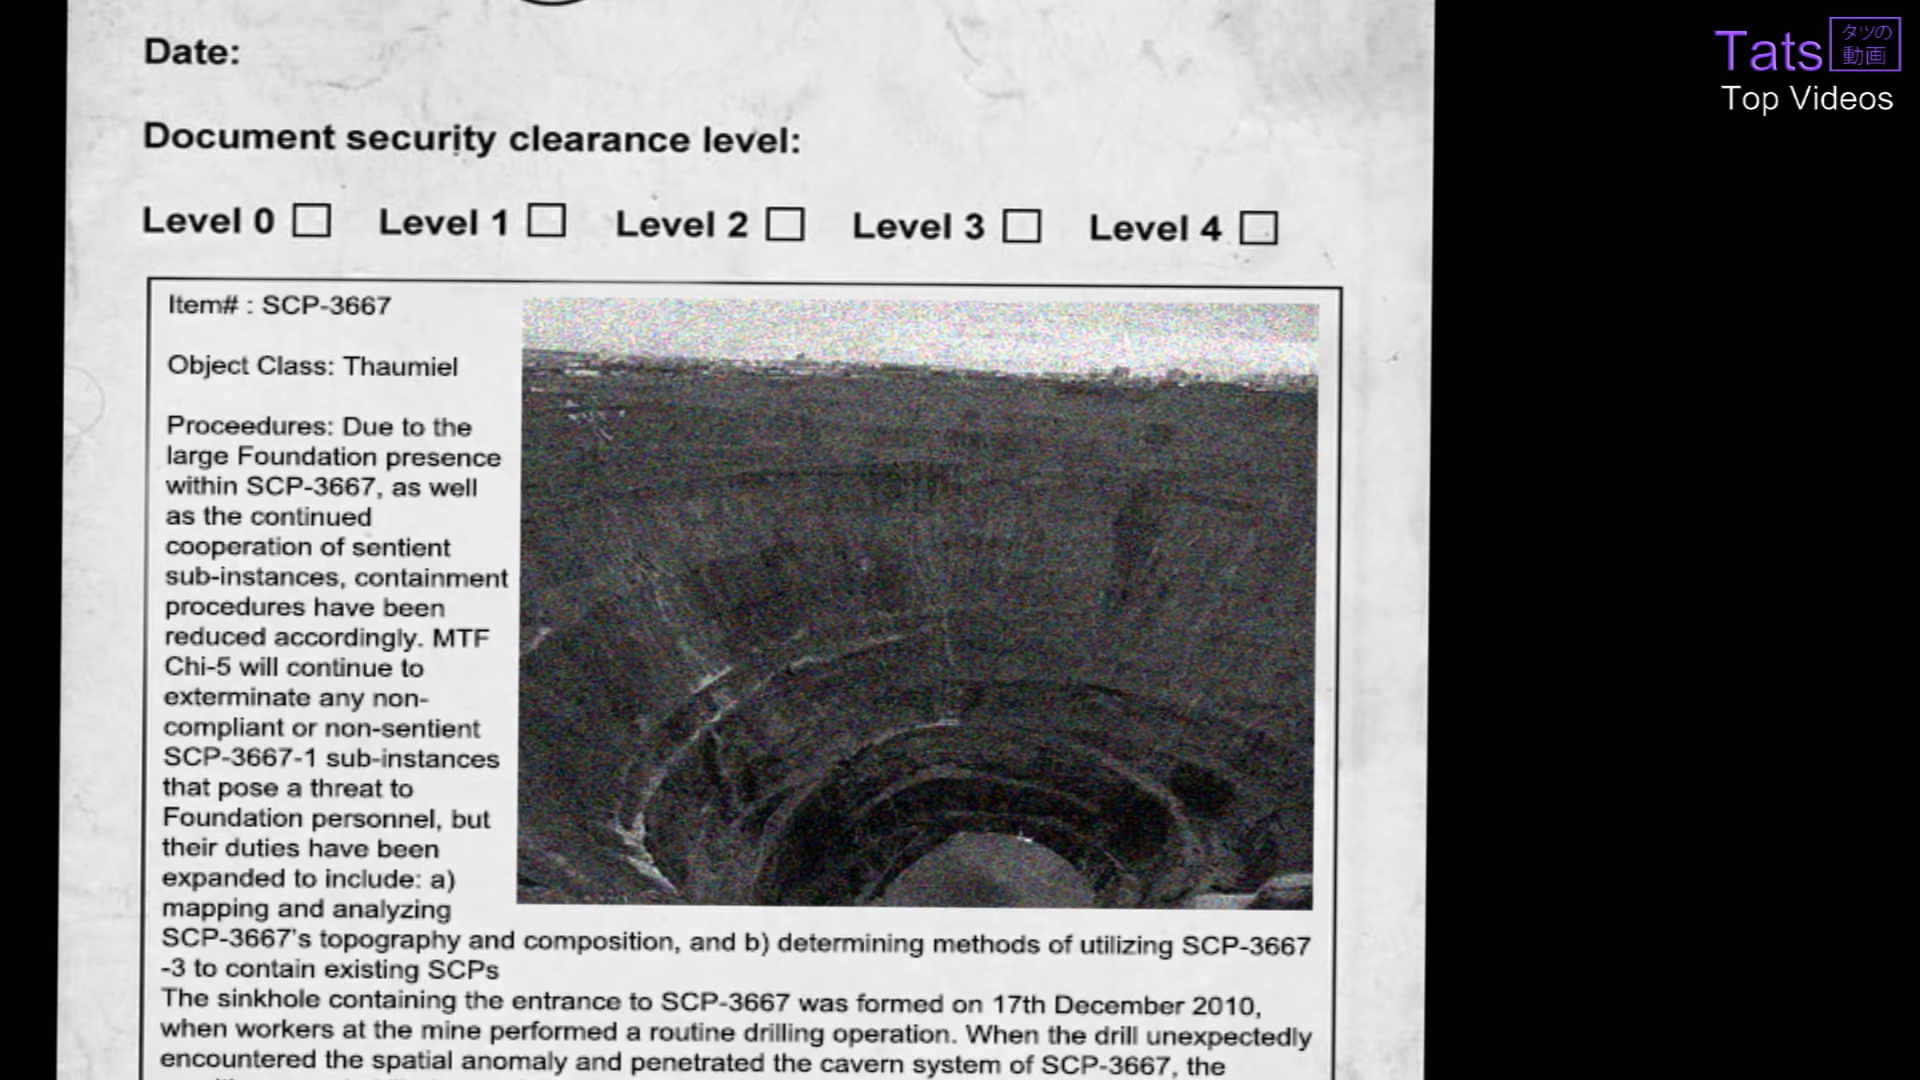 Date:
Document security clearance level:
Level 0 Level 1 Level 2 Level 3 Level 4
Item# : SCP-3667
Object Class: Thaumiel
Proceedures: Due to the
large Foundation presence
within SCP-3667, as well
as the continued
cooperation of sentient
sub-instances, containment
procedures have been
reduced accordingly. MTF
Chi-5 will continue to
exterminate any non-
compliant or non-sentient
SCP-3667-1 sub-instances
that pose a threat to
Foundation personnel, but
their duties have been
expanded to include: a)
mapping and analyzing
SCP-3667's topography and composition, and b) determining methods of utilizing SCP-3667
-3 to contain existing SCPs
The sinkhole containing the entrance to SCP-3667 was formed on 17th December 2010,
when workers at the mine performed a routine drilling operation. When the drill unexpectedly
encountered the spatial anomaly and penetrated the cavern system of SCP-3667, the
Tats
タツの
動画
Top Videos